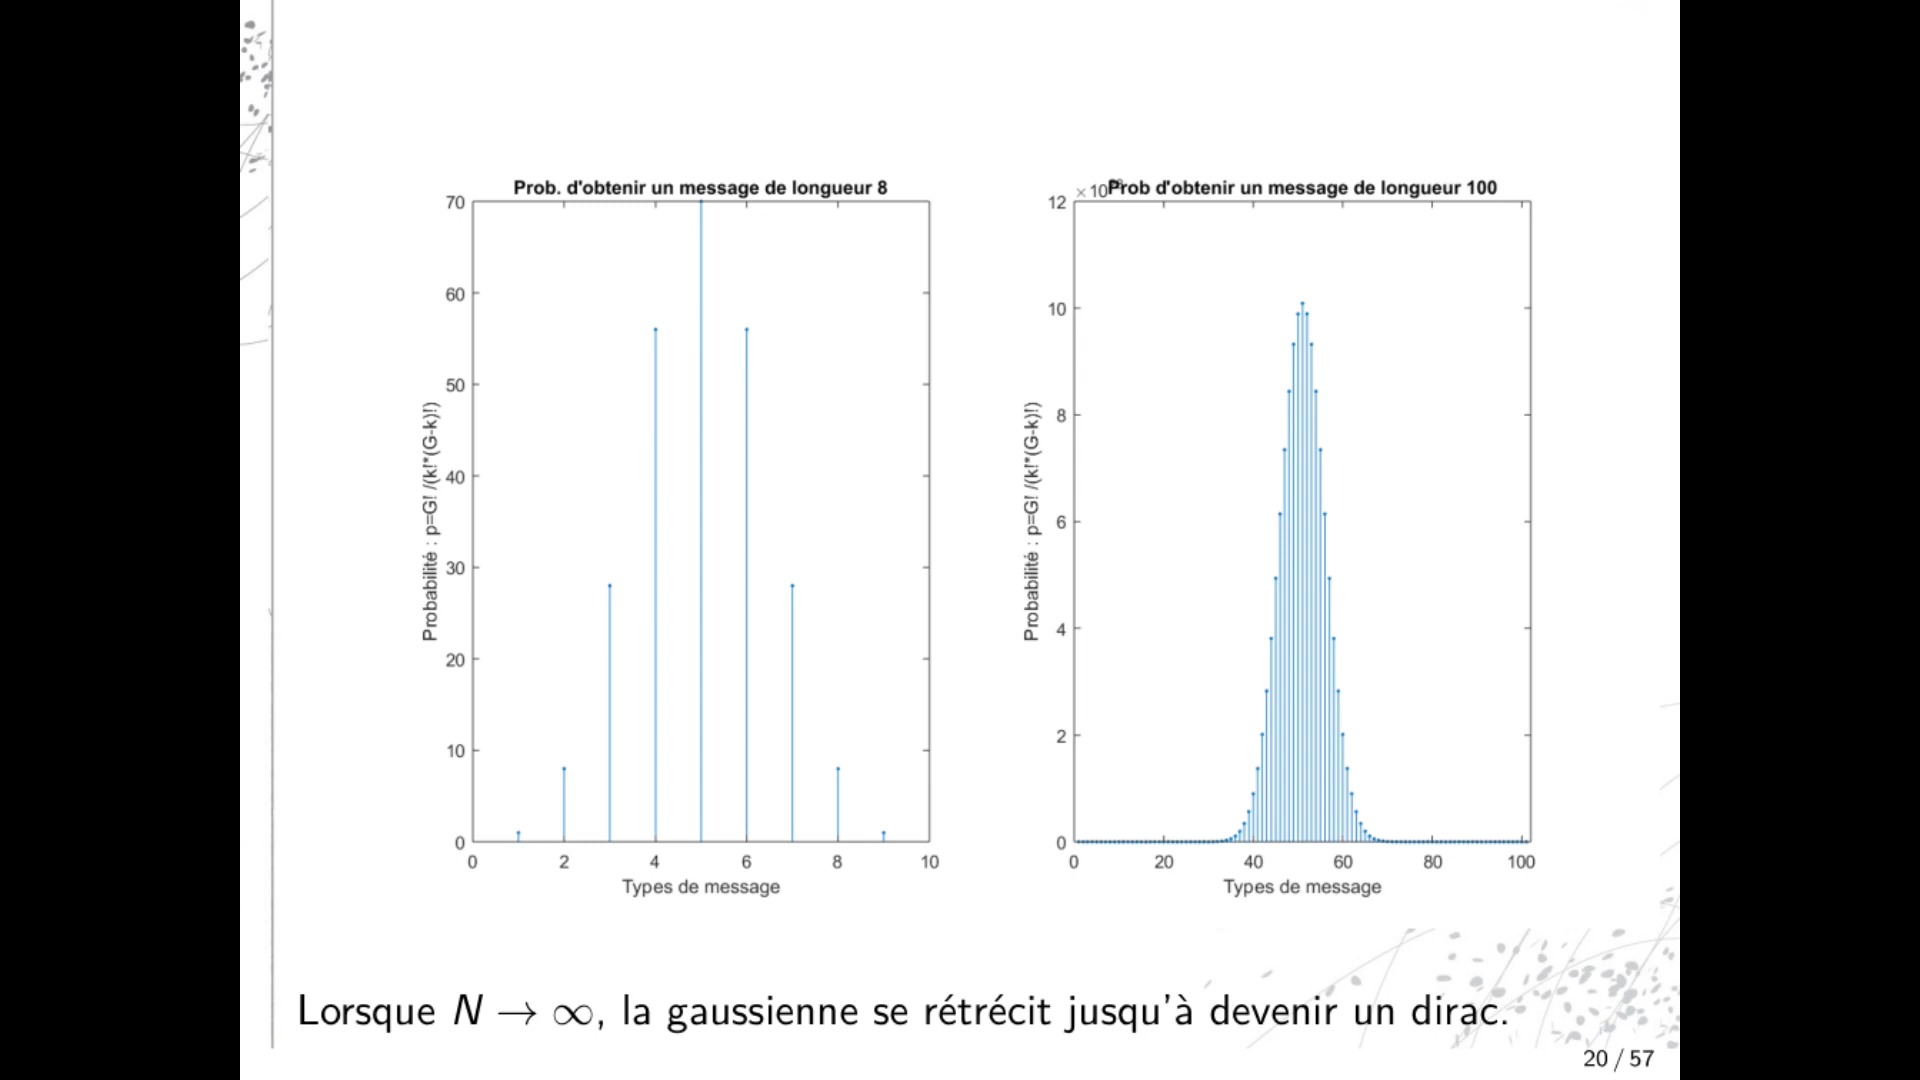 Prob. d'obtenir un message de longueur 8
70
60
50
40
30
20
10
0
0 2 4 6 8 10
Types de message
Probabilité : p=G! /(k!*(G-k)!)
×10
Prob d'obtenir un message de longueur 100
12
10
8
6
4
2
0
0 20 40 60 80 100
Types de message
Probabilité : p=G! /(k!*(G-k)!)
Lorsque N → ∞, la gaussienne se rétrécit jusqu'à devenir un dirac.
20 / 57